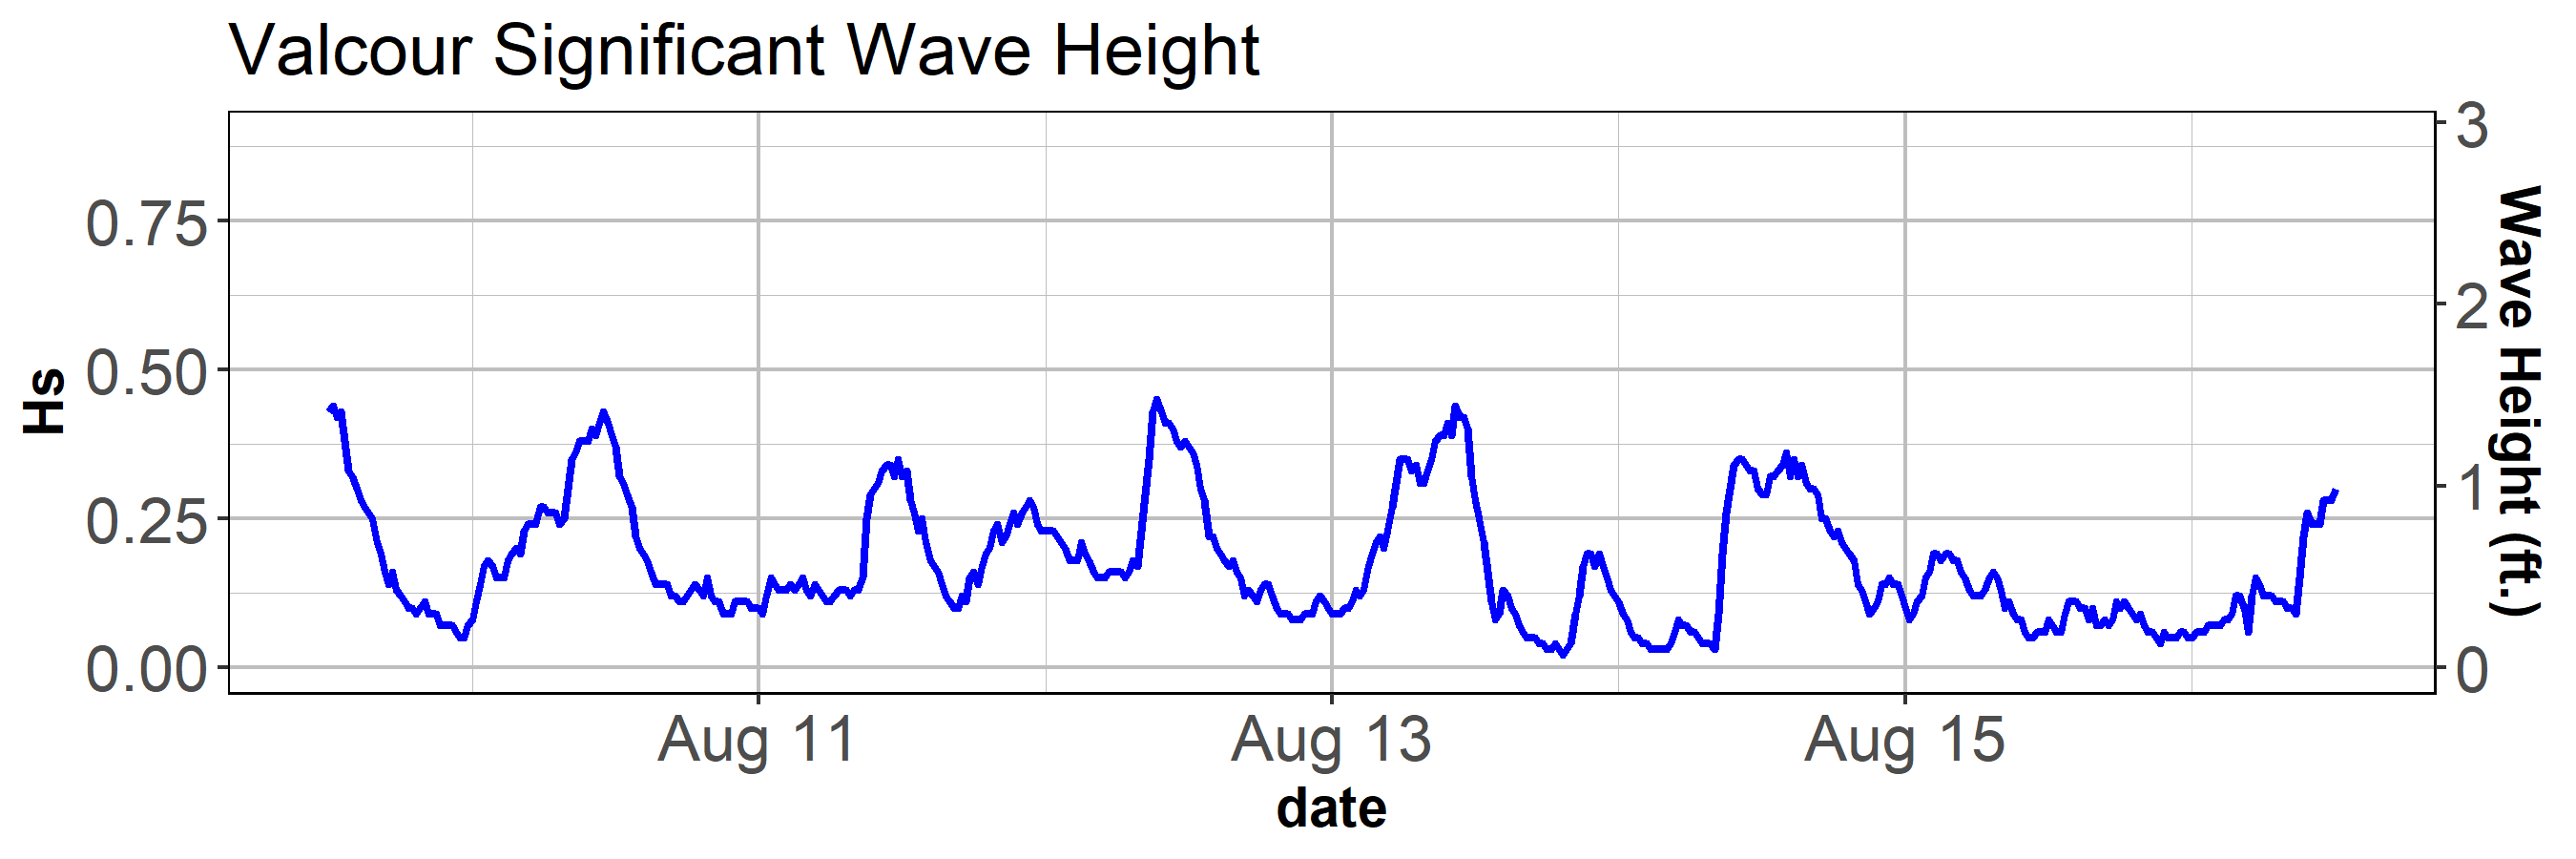 Valcour Significant Wave Height
Hs
0.75
0.50
0.25
0.00
3
2
1
0
Wave Height (ft.)
Aug 11
Aug 13
Aug 15
date